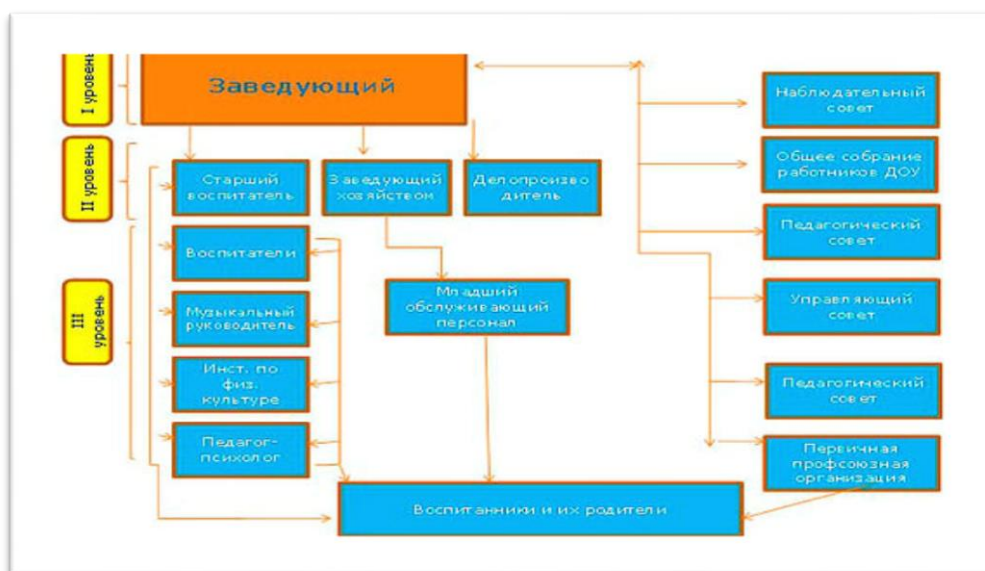 I уровень
Заведующий
II уровень
Старший
воспитатель
Заведующий
хозяйством
Делопроизво
дитель
III
уровень
Воспитатели
Музыкальный
руководитель
Инст. по
физ.
культуре
Педагог-
психолог
Младший
обслуживающий
персонал
Наблюдательный
совет
Общее собрание
работников ДОУ
Педагогический
совет
Управляющий
совет
Педагогический
совет
Первичная
профсоюзная
организация
Воспитанники и их родители